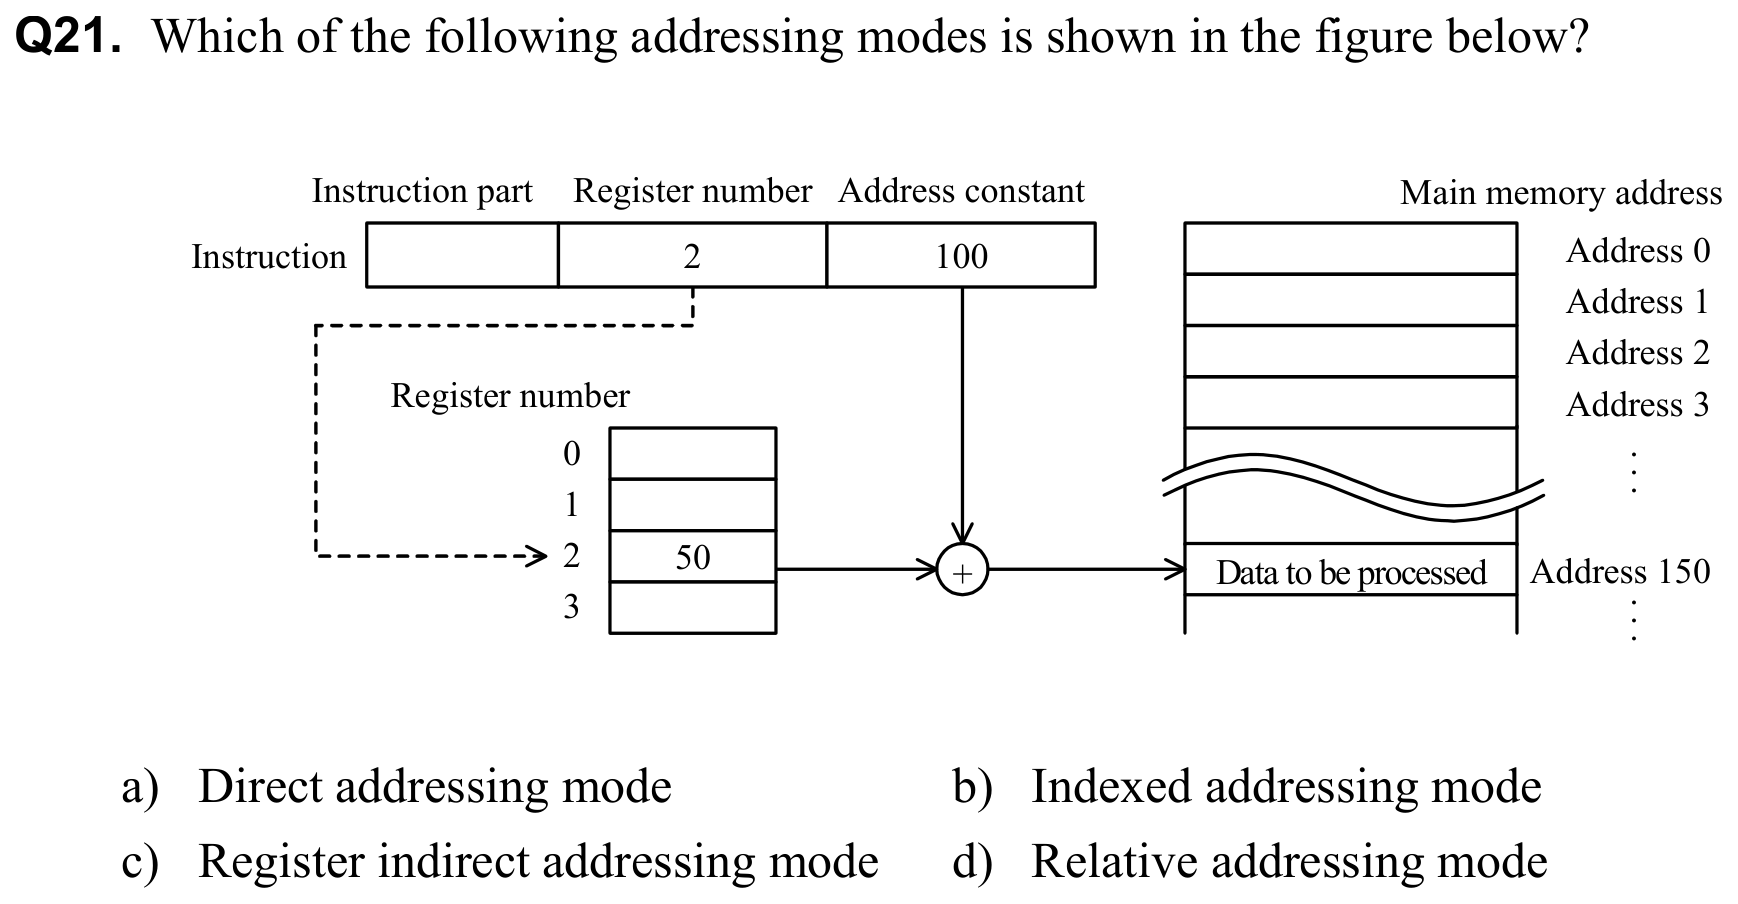 Q21. Which of the following addressing modes is shown in the figure below?
Instruction part Register number Address constant
Main memory address
Instruction 2 100
Address 0
Address 1
Address 2
Address 3
Register number
0
1
2 50
3
+
Data to be processed Address 150
a) Direct addressing mode b) Indexed addressing mode
c) Register indirect addressing mode d) Relative addressing mode